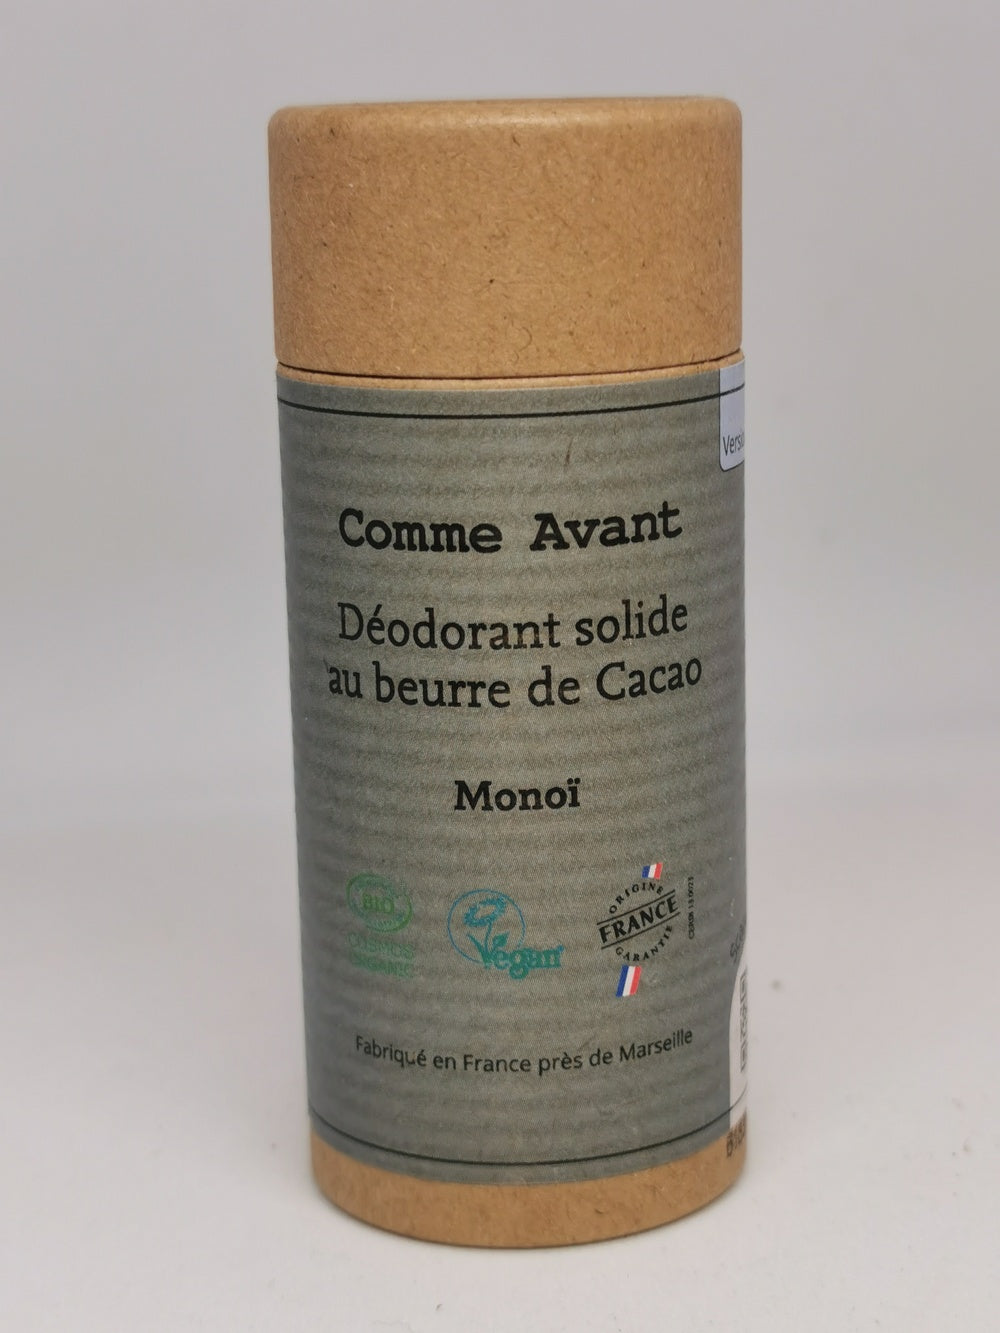 Comme Avant
Déodorant solide
au beurre de Cacao
Monoï
BIO
COSMOS
ORGANIC
Vegan
ORIGINE
FRANCE
GARANTIE
Fabriqué en France près de Marseille